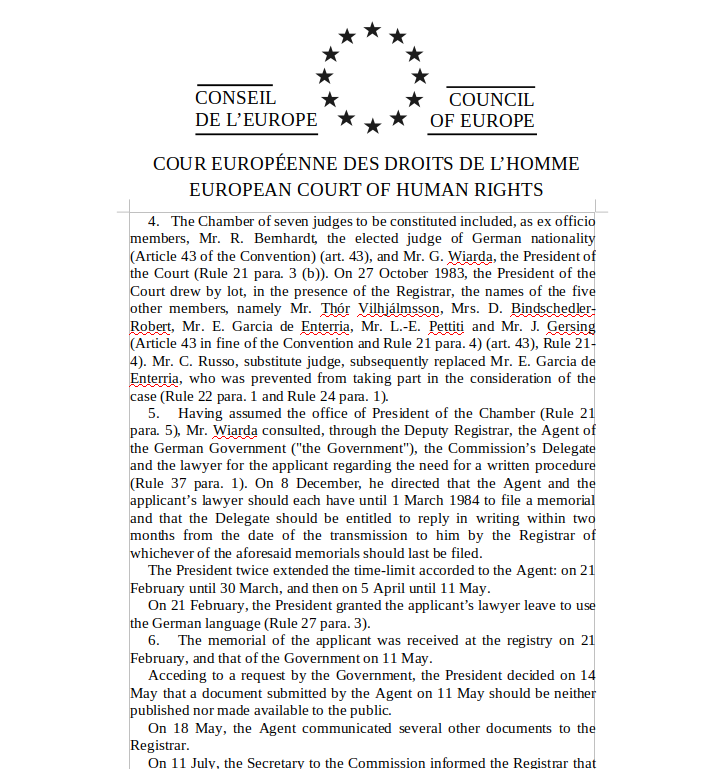 CONSEIL
DE L’EUROPE
COUNCIL
OF EUROPE
COUR EUROPÉENNE DES DROITS DE L’HOMME
EUROPEAN COURT OF HUMAN RIGHTS
4. The Chamber of seven judges to be constituted included, as ex officio
members, Mr. R. Bernhardt, the elected judge of German nationality
(Article 43 of the Convention) (art. 43), and Mr. G. Wiarda, the President of
the Court (Rule 21 para. 3 (b)). On 27 October 1983, the President of the
Court drew by lot, in the presence of the Registrar, the names of the five
other members, namely Mr. Thór Vilhjálmsson, Mrs. D. Bindschedler-
Robert, Mr. E. Garcia de Enterria, Mr. L.-E. Pettiti and Mr. J. Gersing
(Article 43 in fine of the Convention and Rule 21 para. 4) (art. 43), Rule 21-
4). Mr. C. Russo, substitute judge, subsequently replaced Mr. E. Garcia de
Enterria, who was prevented from taking part in the consideration of the
case (Rule 22 para. 1 and Rule 24 para. 1).
5. Having assumed the office of President of the Chamber (Rule 21
para. 5), Mr. Wiarda consulted, through the Deputy Registrar, the Agent of
the German Government ("the Government"), the Commission’s Delegate
and the lawyer for the applicant regarding the need for a written procedure
(Rule 37 para. 1). On 8 December, he directed that the Agent and the
applicant’s lawyer should each have until 1 March 1984 to file a memorial
and that the Delegate should be entitled to reply in writing within two
months from the date of the transmission to him by the Registrar of
whichever of the aforesaid memorials should last be filed.
The President twice extended the time-limit accorded to the Agent: on 21
February until 30 March, and then on 5 April until 11 May.
On 21 February, the President granted the applicant’s lawyer leave to use
the German language (Rule 27 para. 3).
6. The memorial of the applicant was received at the registry on 21
February, and that of the Government on 11 May.
Acceding to a request by the Government, the President decided on 14
May that a document submitted by the Agent on 11 May should be neither
published nor made available to the public.
On 18 May, the Agent communicated several other documents to the
Registrar.
On 11 July, the Secretary to the Commission informed the Registrar that